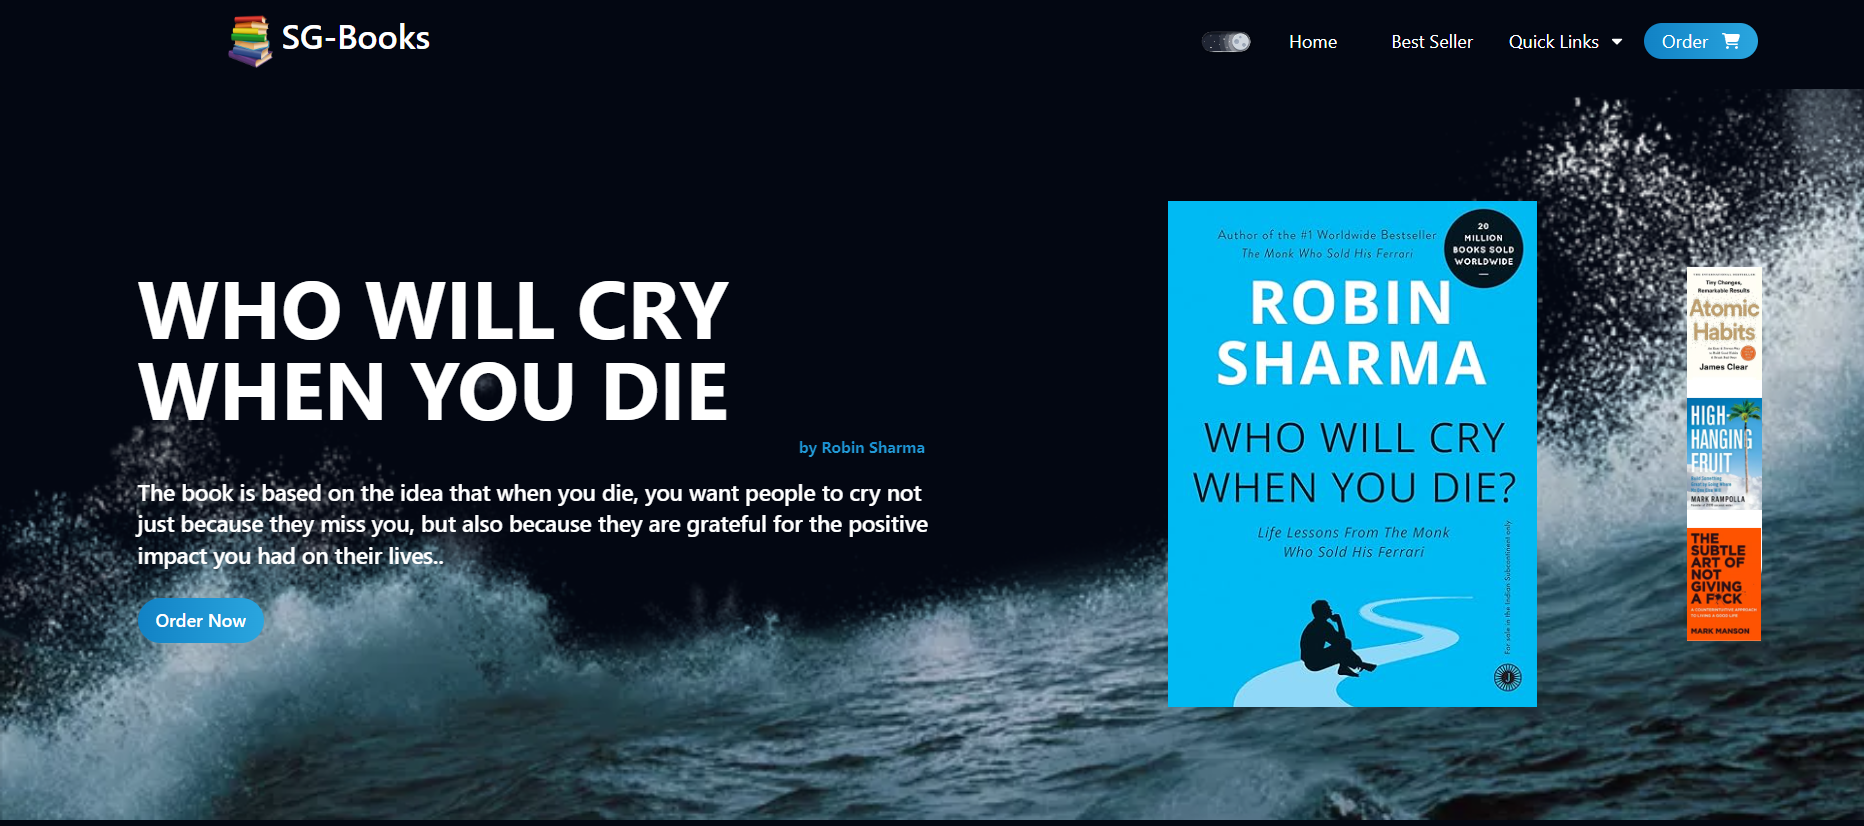 SG-Books
Home
Best Seller
Quick Links
Order
WHO WILL CRY
WHEN YOU DIE
by Robin Sharma
The book is based on the idea that when you die, you want people to cry not
just because they miss you, but also because they are grateful for the positive
impact you had on their lives..
Order Now
Author of the #1 Worldwide Bestseller
The Monk Who Sold His Ferrari
20
MILLION
BOOKS SOLD
WORLDWIDE
ROBIN
SHARMA
WHO WILL CRY
WHEN YOU DIE?
Life Lessons From The Monk
Who Sold His Ferrari
For sale in the Indian Subcontinent only
J
Tiny Changes,
Remarkable Results
Atomic
Habits
James Clear
HIGH-
HANGING
FRUIT
MARK RAMPOLLA
THE
SUBTLE
ART OF
NOT
GIVING
A F*CK
A COUNTERINTUITIVE APPROACH
TO LIVING A GOOD LIFE
MARK MANSON